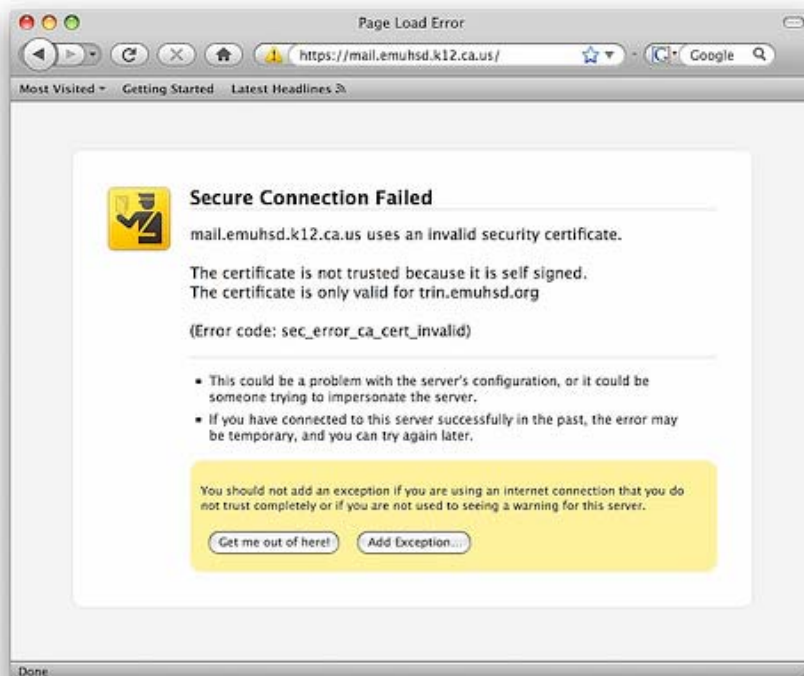 Page Load Error
https://mail.emuhsd.k12.ca.us/
Google
Most Visited Getting Started Latest Headlines
Secure Connection Failed
mail.emuhsd.k12.ca.us uses an invalid security certificate.
The certificate is not trusted because it is self signed.
The certificate is only valid for trin.emuhsd.org
(Error code: sec_error_ca_cert_invalid)
• This could be a problem with the server's configuration, or it could be
someone trying to impersonate the server.
• If you have connected to this server successfully in the past, the error may
be temporary, and you can try again later.
You should not add an exception if you are using an internet connection that you do
not trust completely or if you are not used to seeing a warning for this server.
Get me out of here! Add Exception...
Done